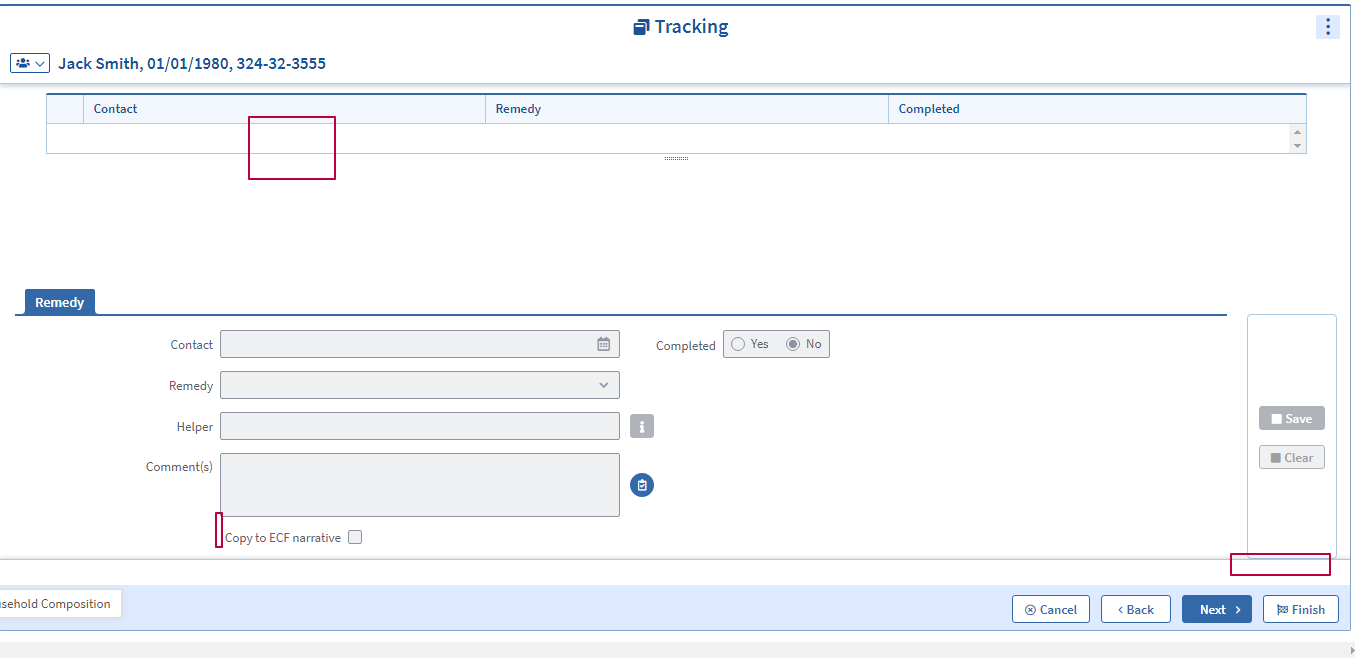 Tracking
Jack Smith, 01/01/1980, 324-32-3555
Contact Remedy Completed
Remedy
Contact Completed Yes No
Remedy
Helper
Comment(s)
Copy to ECF narrative
Save
Clear
sehold Composition
Cancel Back Next Finish